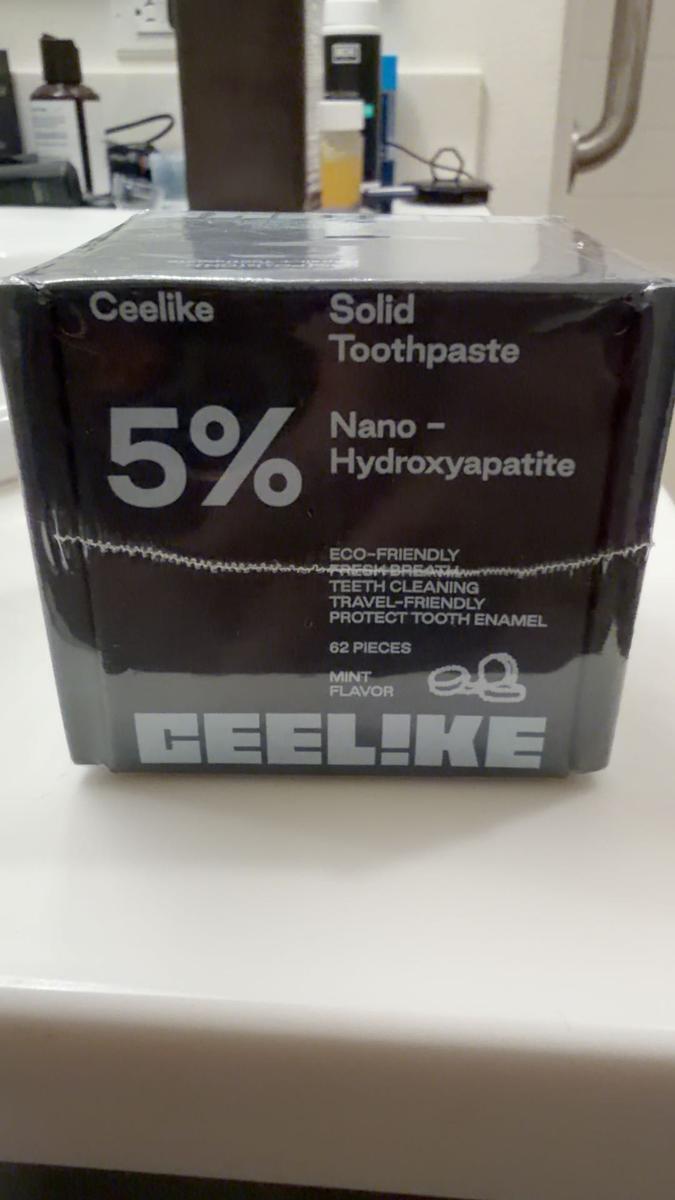 Ceelike
Solid
Toothpaste
5%
Nano –
Hydroxyapatite
ECO-FRIENDLY
FRESH BREATH
TEETH CLEANING
TRAVEL-FRIENDLY
PROTECT TOOTH ENAMEL
62 PIECES
MINT
FLAVOR
CEEL!KE